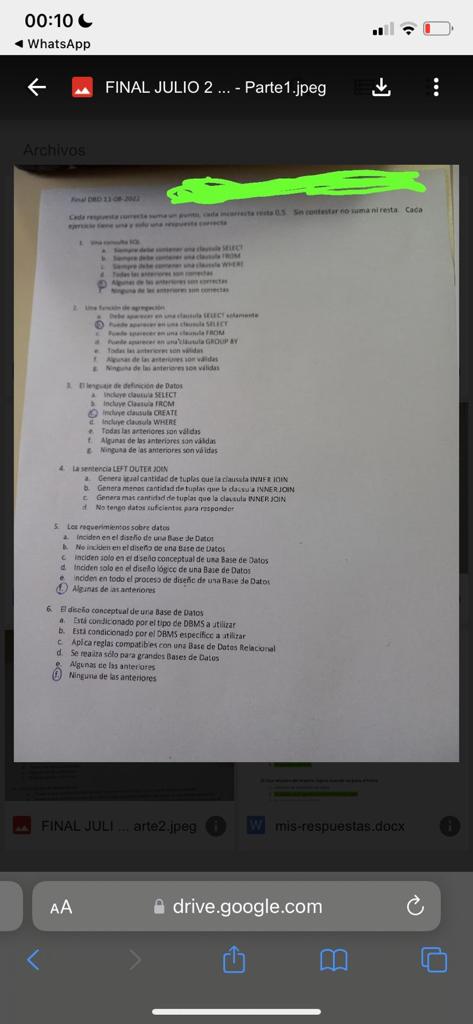 00:10
WhatsApp
FINAL JULIO 2 ... - Parte1.jpeg
Archivos
Final DBD 11-08-2022
Cada respuesta correcta suma un punto, cada incorrecta resta 0,5. Sin contestar no suma ni resta. Cada
ejercicio tiene una y solo una respuesta correcta
1. Una consulta SQL
a. Siempre debe contener una clausula SELECT
b. Siempre debe contener una clausula FROM
c. Siempre debe contener una clausula WHERE
d. Todas las anteriores son correctas
e. Algunas de las anteriores son correctas
f. Ninguna de las anteriores son correctas
2. Una función de agregación
a. Debe aparecer en una clausula SELECT solamente
b. Puede aparecer en una clausula SELECT
c. Puede aparecer en una clausula FROM
d. Puede aparecer en una clausula GROUP BY
e. Todas las anteriores son válidas
f. Algunas de las anteriores son válidas
g. Ninguna de las anteriores son válidas
3. El lenguaje de definición de Datos
a. Incluye clausula SELECT
b. Incluye Clausula FROM
c. Incluye clausula CREATE
d. Incluye clausula WHERE
e. Todas las anteriores son válidas
f. Algunas de las anteriores son válidas
g. Ninguna de las anteriores son válidas
4. La sentencia LEFT OUTER JOIN
a. Genera igual cantidad de tuplas que la clausula INNER JOIN
b. Genera menos cantidad de tuplas que la clausula INNER JOIN
c. Genera mas cantidad de tuplas que la clausula INNER JOIN
d. No tengo datos suficientes para responder
5. Los requerimientos sobre datos
a. Inciden en el diseño de una Base de Datos
b. No inciden en el diseño de una Base de Datos
c. Inciden solo en el diseño conceptual de una Base de Datos
d. Inciden solo en el diseño lógico de una Base de Datos
e. Inciden en todo el proceso de diseño de una Base de Datos
f. Algunas de las anteriores
6. El diseño conceptual de una Base de Datos
a. Está condicionado por el tipo de DBMS a utilizar
b. Está condicionado por el DBMS específico a utilizar
c. Aplica reglas compatibles con una Base de Datos Relacional
d. Se realiza sólo para grandes Bases de Datos
e. Algunas de las anteriores
f. Ninguna de las anteriores
FINAL JULI ... arte2.jpeg
W mis-respuestas.docx
AA drive.google.com